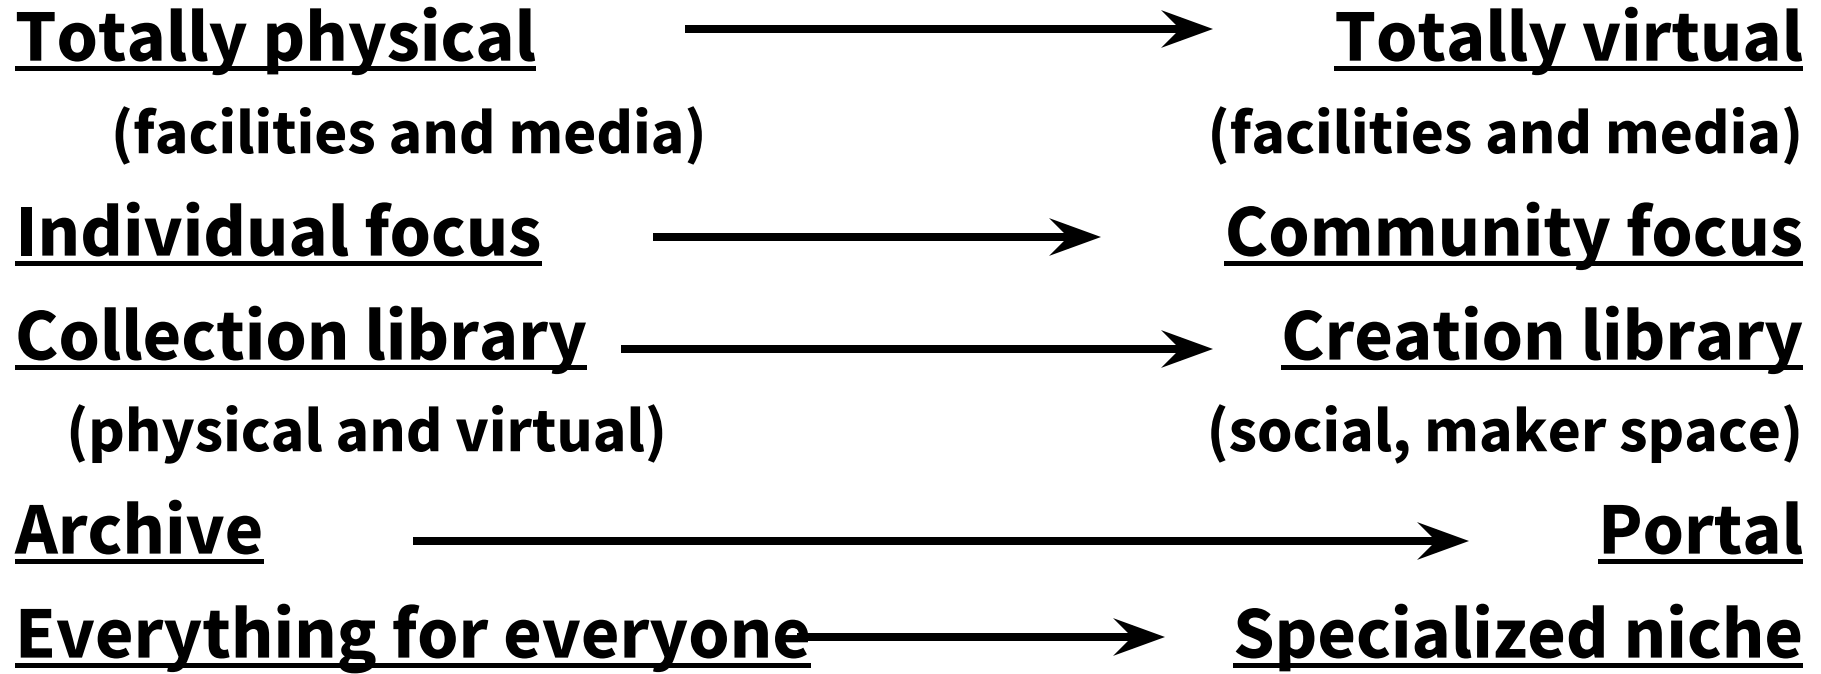 Totally physical Totally virtual
(facilities and media) (facilities and media)
Individual focus Community focus
Collection library Creation library
(physical and virtual) (social, maker space)
Archive Portal
Everything for everyone Specialized niche